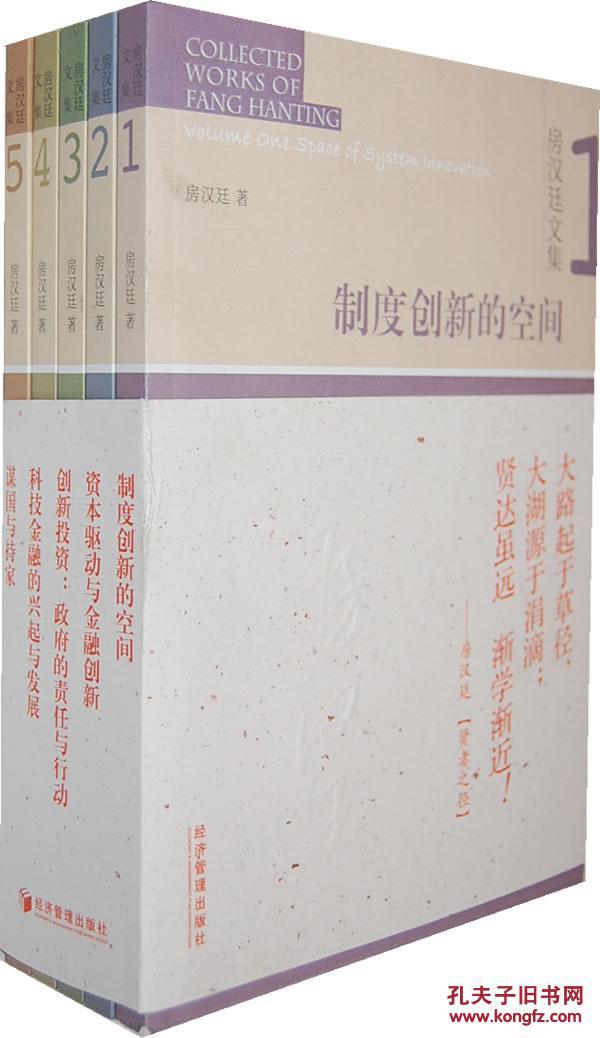 COLLECTED
WORKS OF
FANG HANTING
Volume One Space of System Innovation
房汉廷 著
房汉廷文集
1
制度创新的空间
房汉廷文集
5
房汉廷 著
房汉廷文集
4
房汉廷 著
房汉廷文集
3
房汉廷 著
房汉廷文集
2
房汉廷 著
房汉廷文集
1
房汉廷 著
大路起于草径，
大湖源于涓滴；
贤达虽远 渐学渐近！
——房汉廷【贤者之径】
制度创新的空间
资本驱动与金融创新
创新投资：政府的责任与行动
科技金融的兴起与发展
谋国与持家
经济管理出版社
经济管理出版社
孔夫子旧书网
www.kongfz.com